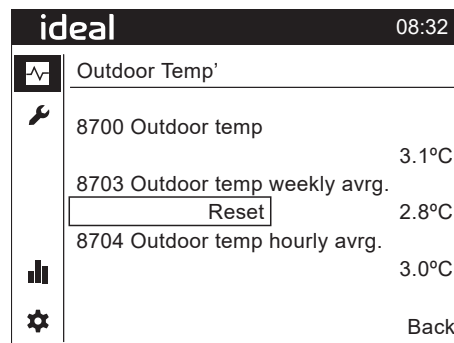 ideal 08:32
Outdoor Temp’
8700 Outdoor temp
3.1ºC
8703 Outdoor temp weekly avrg.
Reset 2.8ºC
8704 Outdoor temp hourly avrg.
3.0ºC
Back